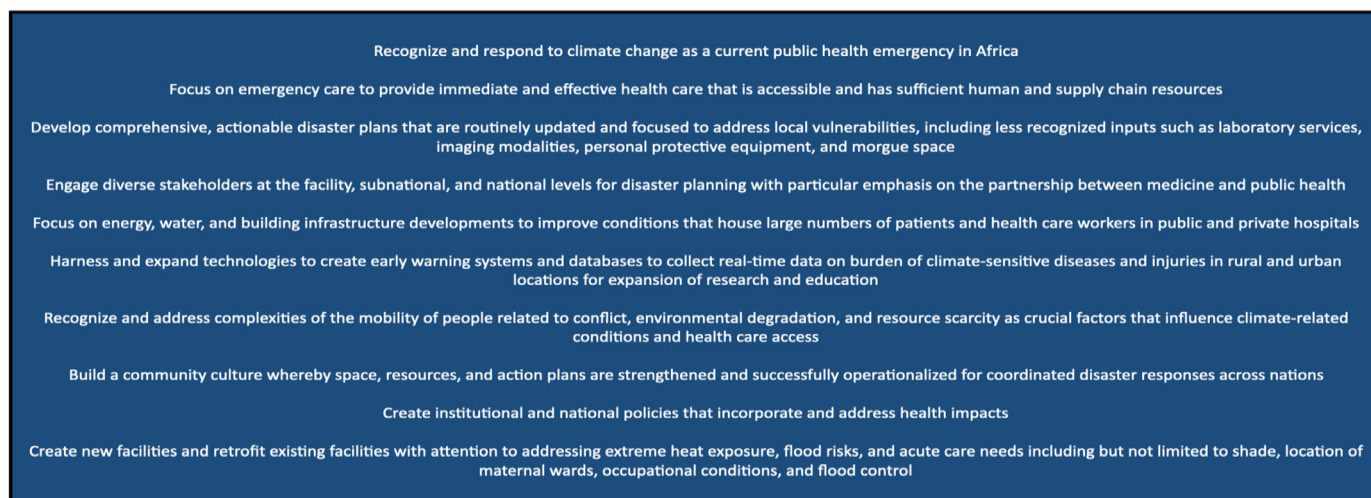 Recognize and respond to climate change as a current public health emergency in Africa
Focus on emergency care to provide immediate and effective health care that is accessible and has sufficient human and supply chain resources
Develop comprehensive, actionable disaster plans that are routinely updated and focused to address local vulnerabilities, including less recognized inputs such as laboratory services,
imaging modalities, personal protective equipment, and morgue space
Engage diverse stakeholders at the facility, subnational, and national levels for disaster planning with particular emphasis on the partnership between medicine and public health
Focus on energy, water, and building infrastructure developments to improve conditions that house large numbers of patients and health care workers in public and private hospitals
Harness and expand technologies to create early warning systems and databases to collect real-time data on burden of climate-sensitive diseases and injuries in rural and urban
locations for expansion of research and education
Recognize and address complexities of the mobility of people related to conflict, environmental degradation, and resource scarcity as crucial factors that influence climate-related
conditions and health care access
Build a community culture whereby space, resources, and action plans are strengthened and successfully operationalized for coordinated disaster responses across nations
Create institutional and national policies that incorporate and address health impacts
Create new facilities and retrofit existing facilities with attention to addressing extreme heat exposure, flood risks, and acute care needs including but not limited to shade, location of
maternal wards, occupational conditions, and flood control